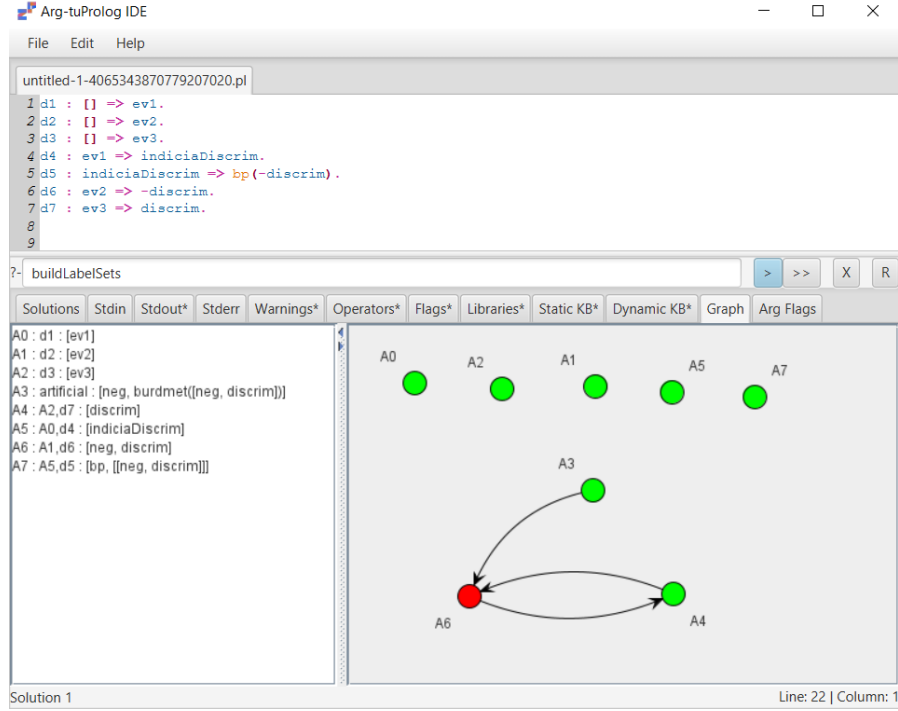 Arg-tuProlog IDE
File Edit Help
untitled-1-4065343870779207020.pl
1 d1 : [] => ev1.
2 d2 : [] => ev2.
3 d3 : [] => ev3.
4 d4 : ev1 => indiciaDiscrim.
5 d5 : indiciaDiscrim => bp(-discrim).
6 d6 : ev2 => -discrim.
7 d7 : ev3 => discrim.
8
9
?- buildLabelSets > >> X R
Solutions Stdin Stdout* Stderr Warnings* Operators* Flags* Libraries* Static KB* Dynamic KB* Graph Arg Flags
A0 : d1 : [ev1]
A1 : d2 : [ev2]
A2 : d3 : [ev3]
A3 : artificial : [neg, burdmet([neg, discrim])]
A4 : A2,d7 : [discrim]
A5 : A0,d4 : [indiciaDiscrim]
A6 : A1,d6 : [neg, discrim]
A7 : A5,d5 : [bp, [[neg, discrim]]]
A0 A2 A1 A5 A7
A3
A6 A4
Solution 1 Line: 22 | Column: 1